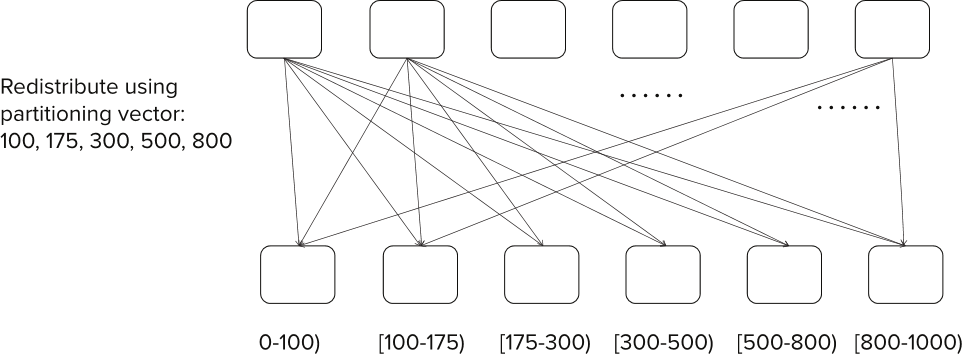 Redistribute using
partitioning vector:
100, 175, 300, 500, 800
......
......
0-100) [100-175) [175-300) [300-500) [500-800) [800-1000)